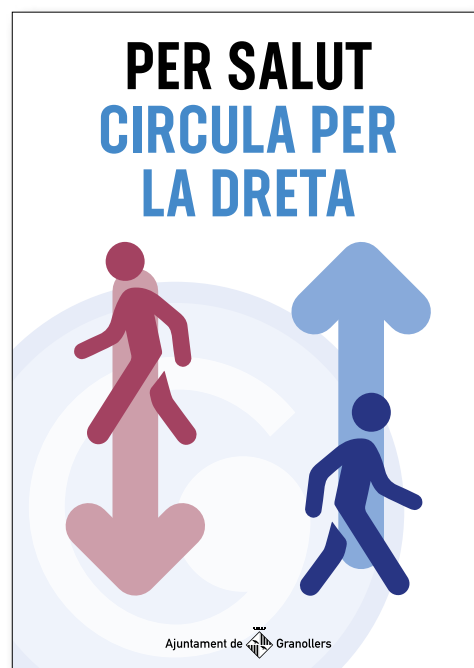 PER SALUT
CIRCULA PER
LA DRETA
Ajuntament de Granollers